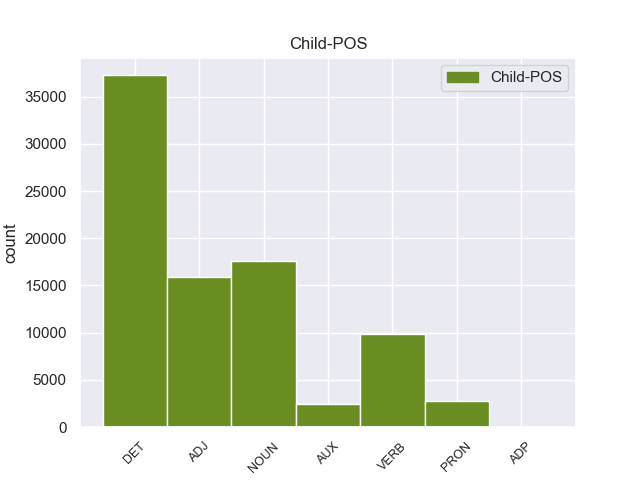 Child-POS
Child-POS
35000
30000
25000
20000
15000
10000
5000
0
count
DET
ADJ
NOUN
AUX
VERB
PRON
ADP